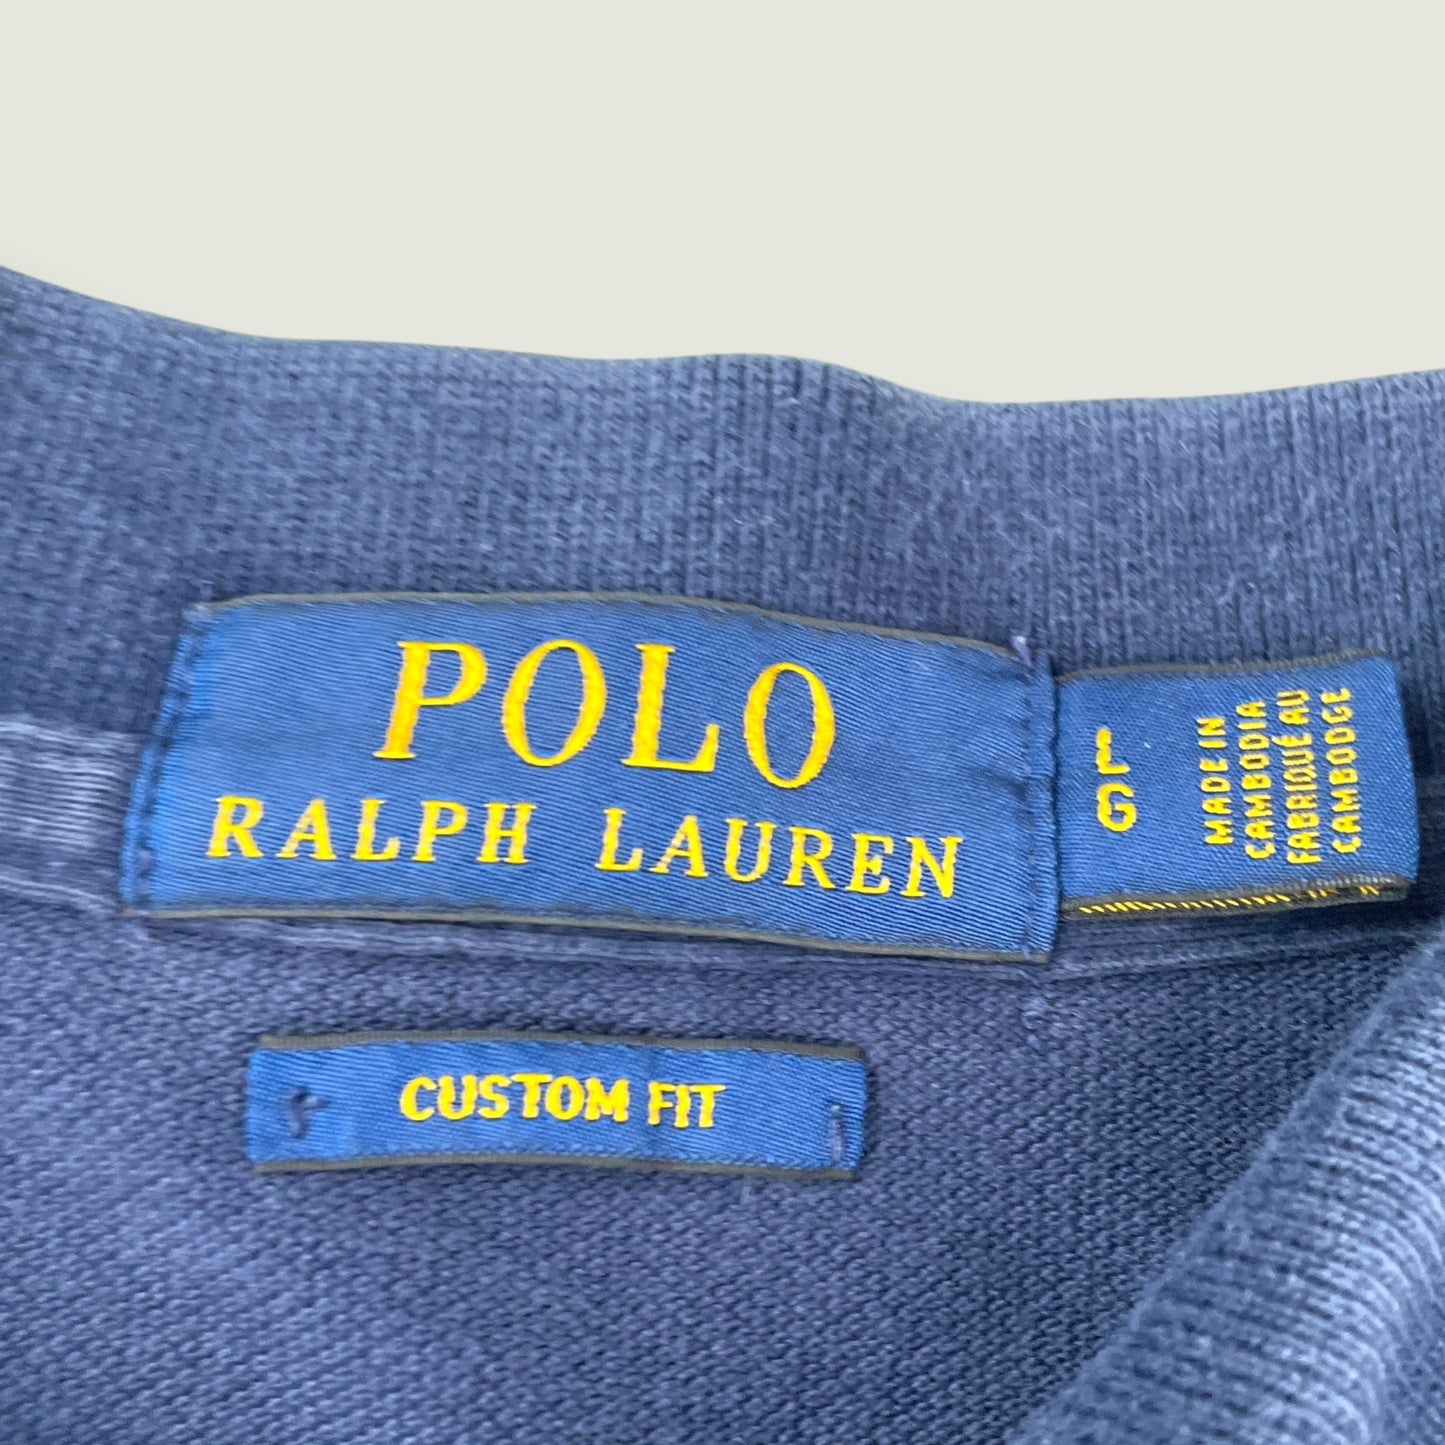 POLO
RALPH LAUREN
L
G
MADE IN
CAMBODIA
FABRIQUÉ AU
CAMBODGE
CUSTOM FIT